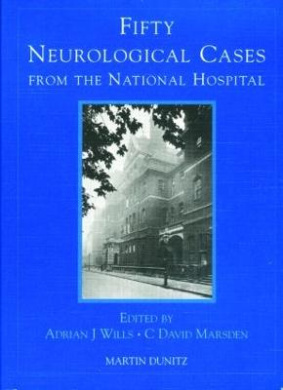 FIFTY
NEUROLOGICAL CASES
FROM THE NATIONAL HOSPITAL
EDITED BY
ADRIAN J WILLS • C DAVID MARSDEN
MARTIN DUNITZ